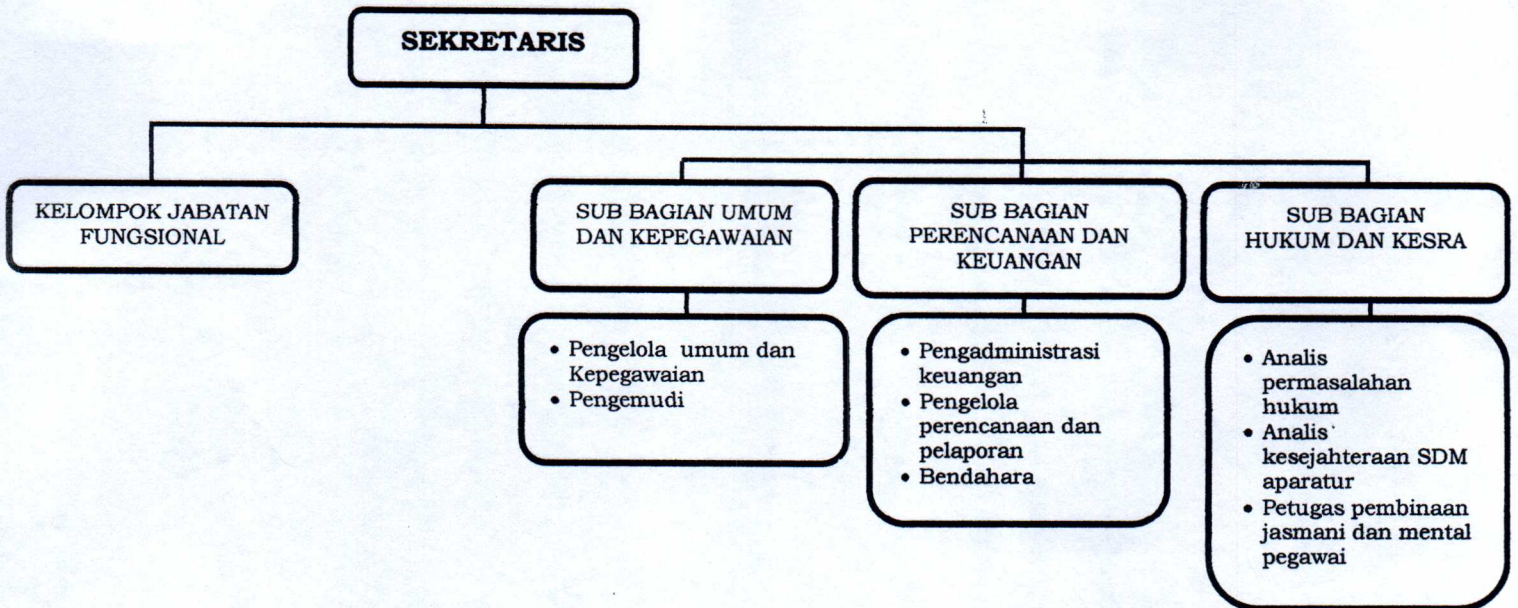 SEKRETARIS
KELOMPOK JABATAN
FUNGSIONAL
SUB BAGIAN UMUM
DAN KEPEGAWAIAN
SUB BAGIAN
PERENCANAAN DAN
KEUANGAN
SUB BAGIAN
HUKUM DAN KESRA
• Pengelola umum dan
Kepegawaian
• Pengemudi
• Pengadministrasi
keuangan
• Pengelola
perencanaan dan
pelaporan
• Bendahara
• Analis
permasalahan
hukum
• Analis
kesejahteraan SDM
aparatur
• Petugas pembinaan
jasmani dan mental
pegawai